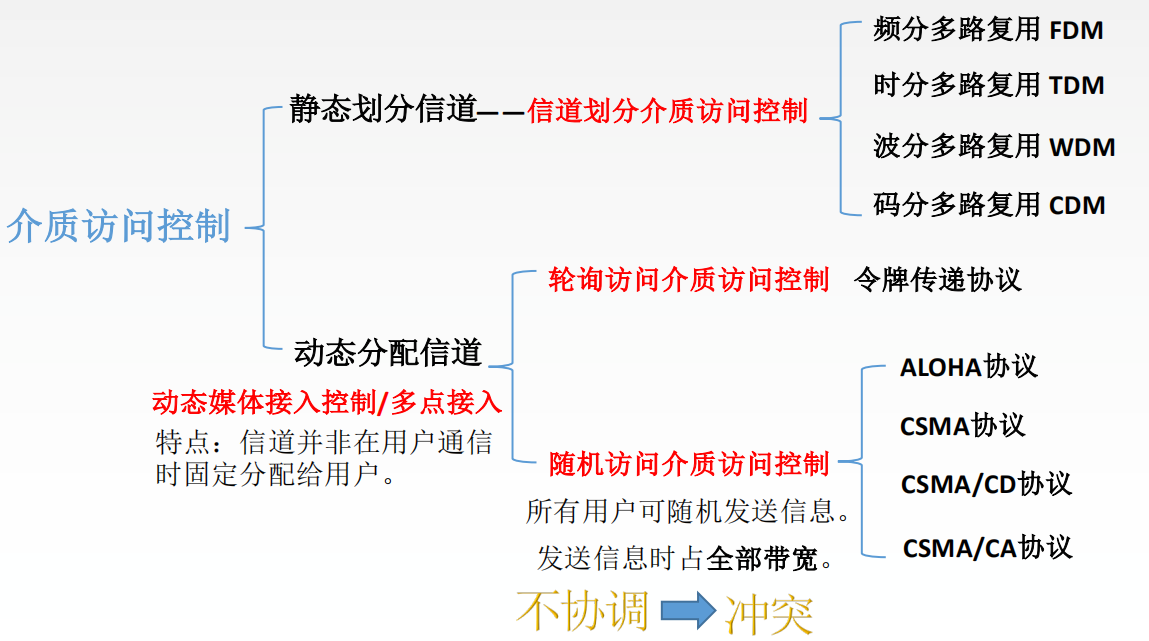 介质访问控制
静态划分信道——信道划分介质访问控制
频分多路复用 FDM
时分多路复用 TDM
波分多路复用 WDM
码分多路复用 CDM
动态分配信道
动态媒体接入控制/多点接入
特点：信道并非在用户通信
时固定分配给用户。
轮询访问介质访问控制 令牌传递协议
随机访问介质访问控制
所有用户可随机发送信息。
发送信息时占全部带宽。
不协调 冲突
ALOHA协议
CSMA协议
CSMA/CD协议
CSMA/CA协议